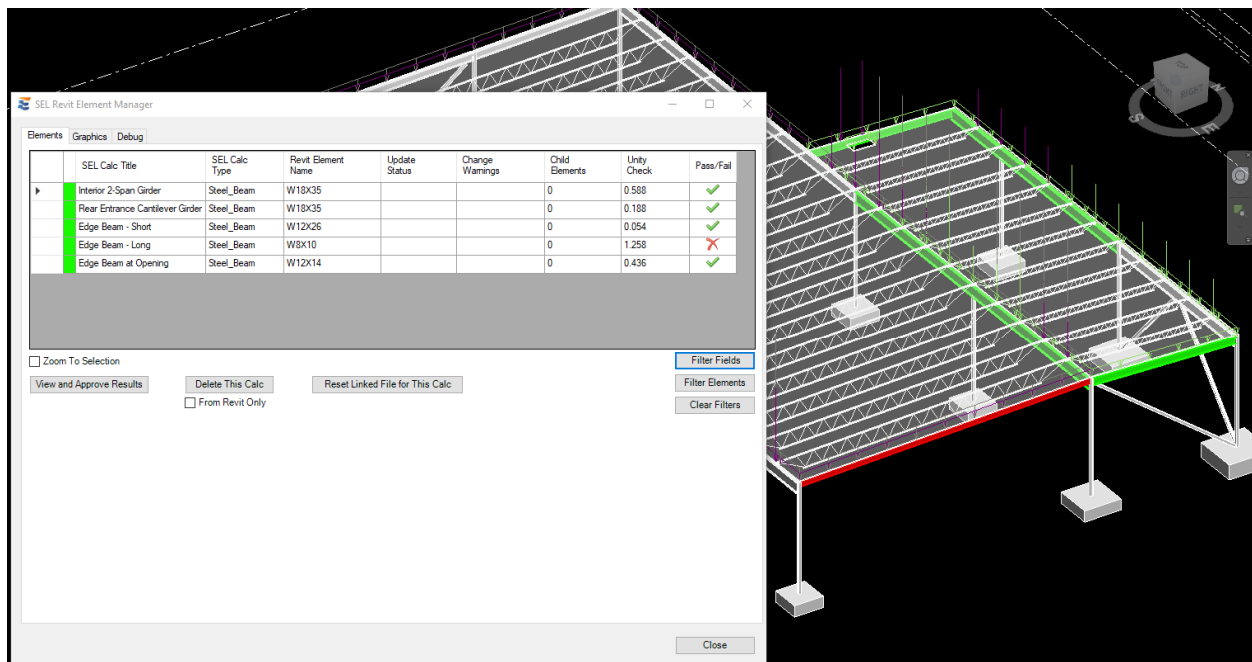 SEL Revit Element Manager
Elements Graphics Debug
SEL Calc Title SEL Calc Type Revit Element Name Update Status Change Warnings Child Elements Unity Check Pass/Fail
Interior 2-Span Girder Steel_Beam W18X35 0 0.588
Rear Entrance Cantilever Girder Steel_Beam W18X35 0 0.188
Edge Beam - Short Steel_Beam W12X26 0 0.054
Edge Beam - Long Steel_Beam W8X10 0 1.258
Edge Beam at Opening Steel_Beam W12X14 0 0.436
Zoom To Selection
Filter Fields
View and Approve Results Delete This Calc Reset Linked File for This Calc
Filter Elements
From Revit Only
Clear Filters
Close
TOP
RIGHT
S
E